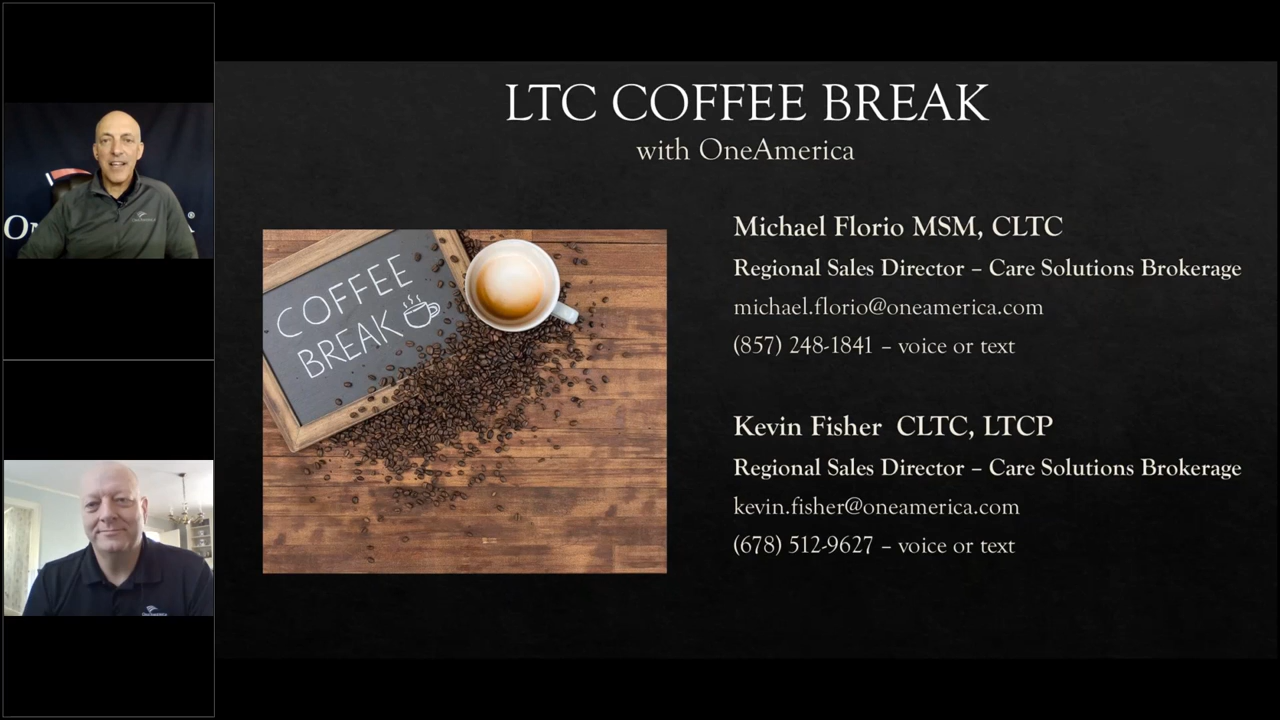 LTC COFFEE BREAK
with OneAmerica
COFFEE
BREAK
Michael Florio MSM, CLTC
Regional Sales Director – Care Solutions Brokerage
michael.florio@oneamerica.com
(857) 248-1841 – voice or text
Kevin Fisher CLTC, LTCP
Regional Sales Director – Care Solutions Brokerage
kevin.fisher@oneamerica.com
(678) 512-9627 – voice or text